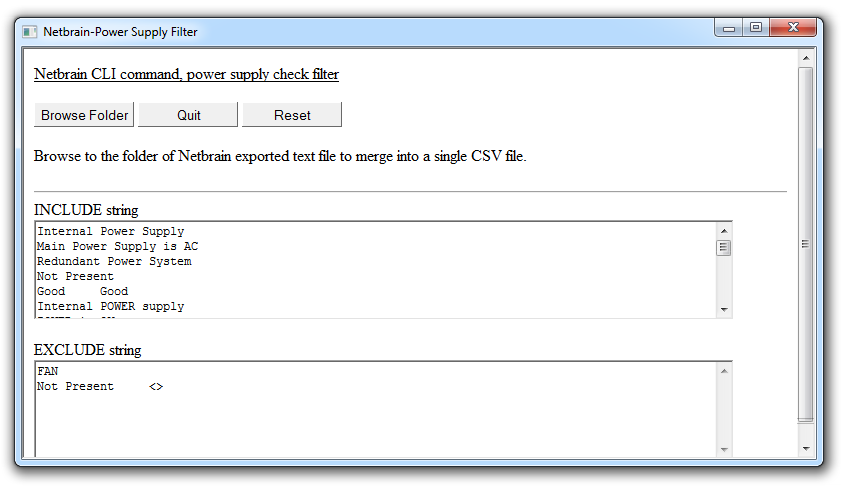 Netbrain-Power Supply Filter
Netbrain CLI command, power supply check filter
Browse Folder Quit Reset
Browse to the folder of Netbrain exported text file to merge into a single CSV file.
INCLUDE string
Internal Power Supply
Main Power Supply is AC
Redundant Power System
Not Present
Good     Good
Internal POWER supply
EXCLUDE string
FAN
Not Present     <>